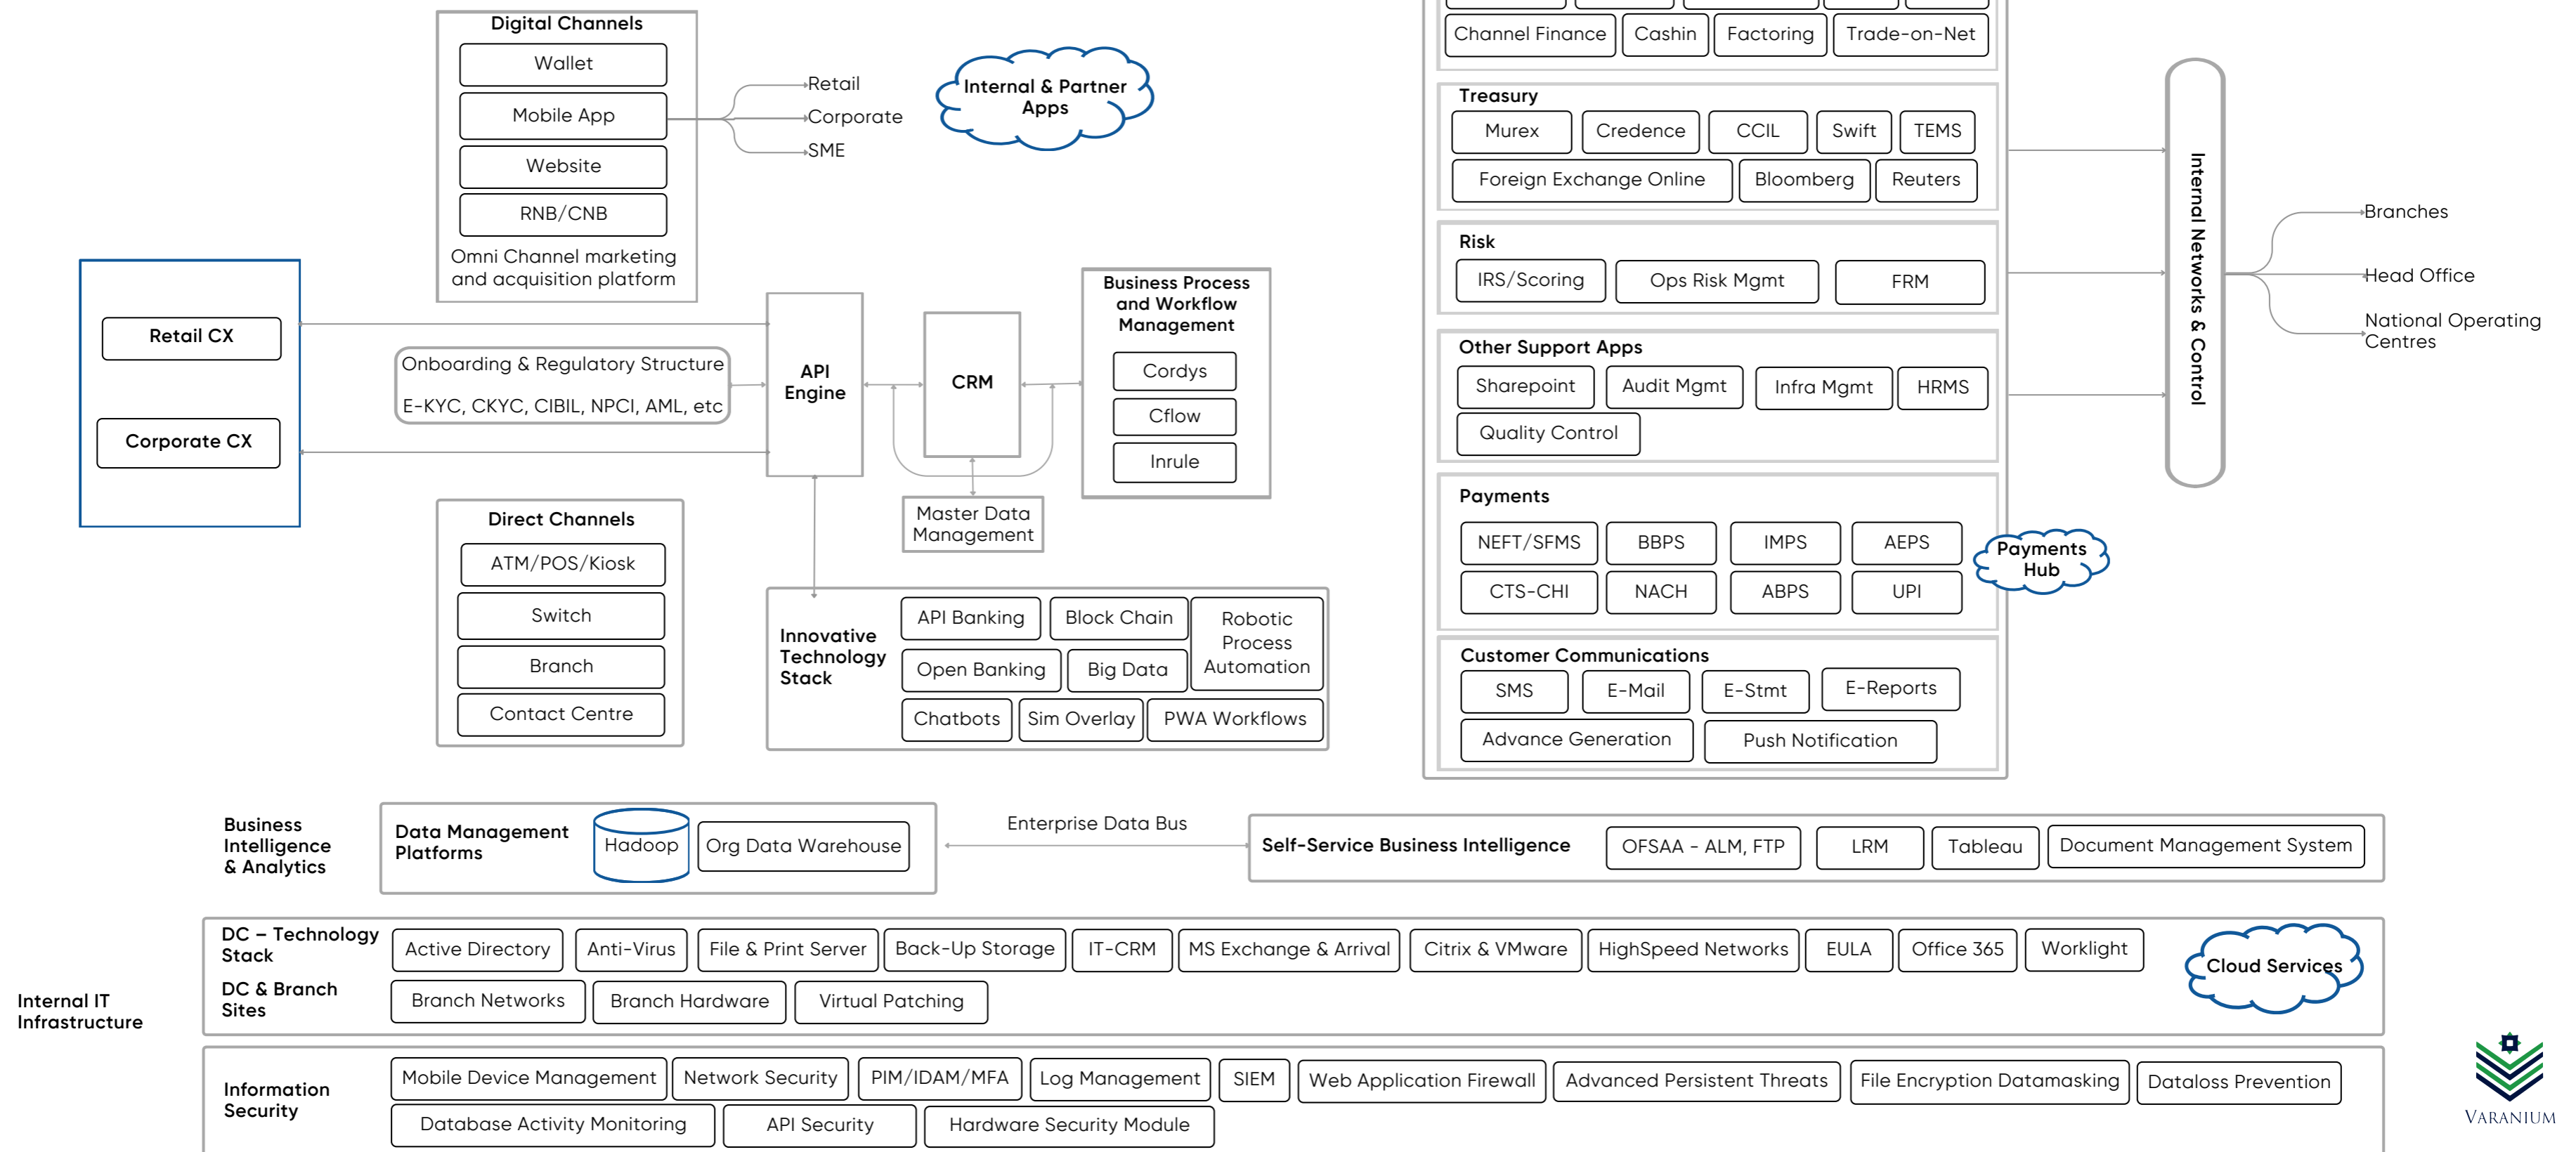 Digital Channels
Wallet
Mobile App
Website
RNB/CNB
Omni Channel marketing
and acquisition platform
Retail
Corporate
SME
Internal & Partner
Apps
Retail CX
Corporate CX
Onboarding & Regulatory Structure
E-KYC, CKYC, CIBIL, NPCI, AML, etc
API
Engine
CRM
Master Data
Management
Business Process
and Workflow
Management
Cordys
Cflow
Inrule
Direct Channels
ATM/POS/Kiosk
Switch
Branch
Contact Centre
Innovative
Technology
Stack
API Banking
Block Chain
Robotic
Process
Automation
Open Banking
Big Data
Chatbots
Sim Overlay
PWA Workflows
Channel Finance
Cashin
Factoring
Trade-on-Net
Treasury
Murex
Credence
CCIL
Swift
TEMS
Foreign Exchange Online
Bloomberg
Reuters
Risk
IRS/Scoring
Ops Risk Mgmt
FRM
Other Support Apps
Sharepoint
Audit Mgmt
Infra Mgmt
HRMS
Quality Control
Payments
NEFT/SFMS
BBPS
IMPS
AEPS
CTS-CHI
NACH
ABPS
UPI
Payments
Hub
Customer Communications
SMS
E-Mail
E-Stmt
E-Reports
Advance Generation
Push Notification
Internal Networks & Control
Branches
Head Office
National Operating
Centres
Business
Intelligence
& Analytics
Data Management
Platforms
Hadoop
Org Data Warehouse
Enterprise Data Bus
Self-Service Business Intelligence
OFSAA - ALM, FTP
LRM
Tableau
Document Management System
Internal IT
Infrastructure
DC – Technology
Stack
Active Directory
Anti-Virus
File & Print Server
Back-Up Storage
IT-CRM
MS Exchange & Arrival
Citrix & VMware
HighSpeed Networks
EULA
Office 365
Worklight
Cloud Services
DC & Branch
Sites
Branch Networks
Branch Hardware
Virtual Patching
Information
Security
Mobile Device Management
Network Security
PIM/IDAM/MFA
Log Management
SIEM
Web Application Firewall
Advanced Persistent Threats
File Encryption Datamasking
Dataloss Prevention
Database Activity Monitoring
API Security
Hardware Security Module
VARANIUM